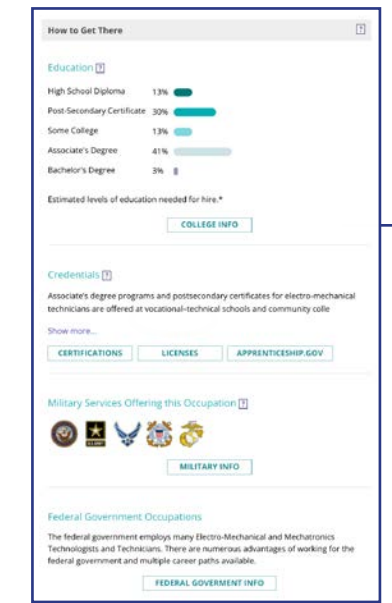 How to Get There ?
Education ?
High School Diploma 13%
Post-Secondary Certificate 30%
Some College 13%
Associate's Degree 41%
Bachelor's Degree 3%
Estimated levels of education needed for hire.*
COLLEGE INFO
Credentials ?
Associate's degree programs and postsecondary certificates for electro-mechanical
technicians are offered at vocational–technical schools and community colle
Show more...
CERTIFICATIONS LICENSES APPRENTICESHIP.GOV
Military Services Offering this Occupation ?
MILITARY INFO
Federal Government Occupations
The federal government employs many Electro-Mechanical and Mechatronics
Technologists and Technicians. There are numerous advantages of working for the
federal government and multiple career paths available.
FEDERAL GOVERMENT INFO